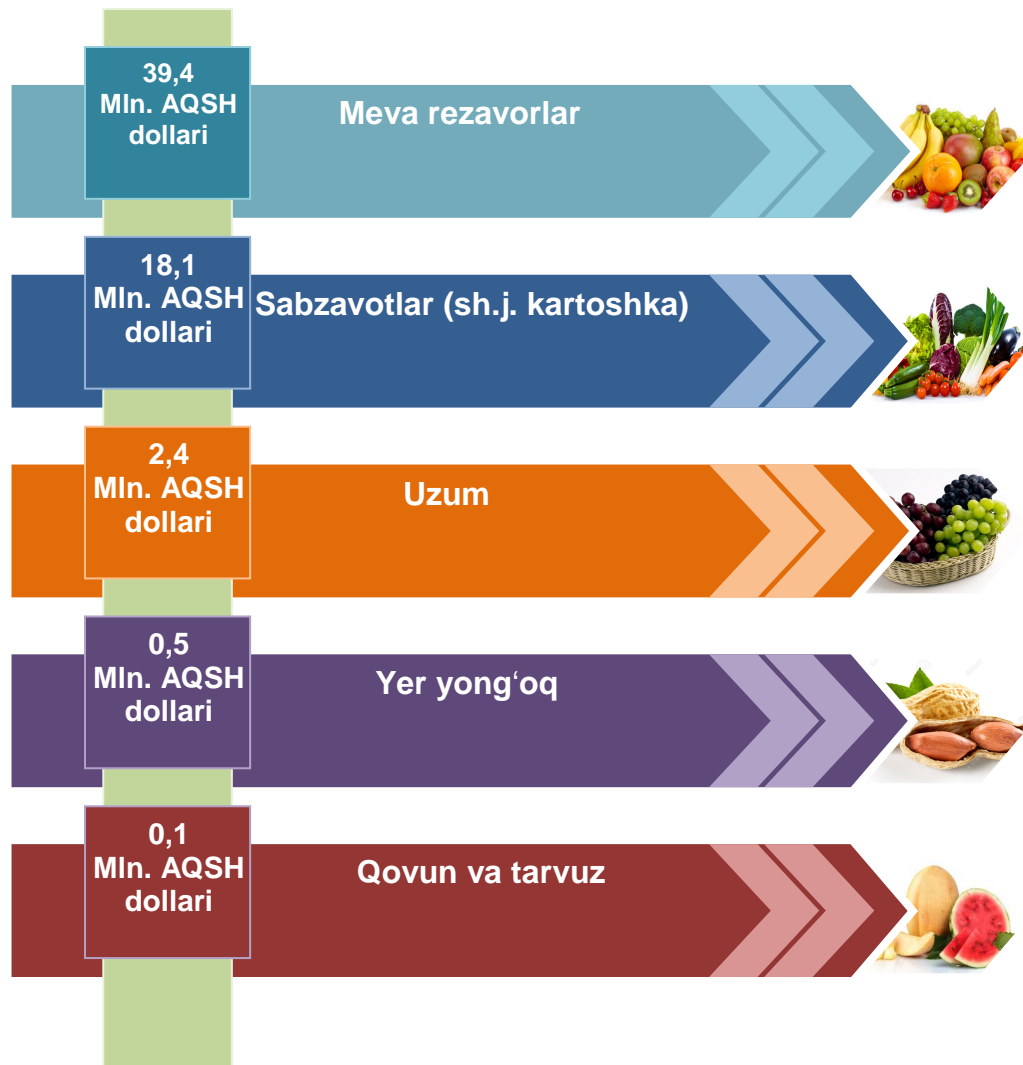 39,4
Mln. AQSH
dollari
Meva rezavorlar
18,1
Mln. AQSH
dollari
Sabzavotlar (sh.j. kartoshka)
2,4
Mln. AQSH
dollari
Uzum
0,5
Mln. AQSH
dollari
Yer yong‘oq
0,1
Mln. AQSH
dollari
Qovun va tarvuz